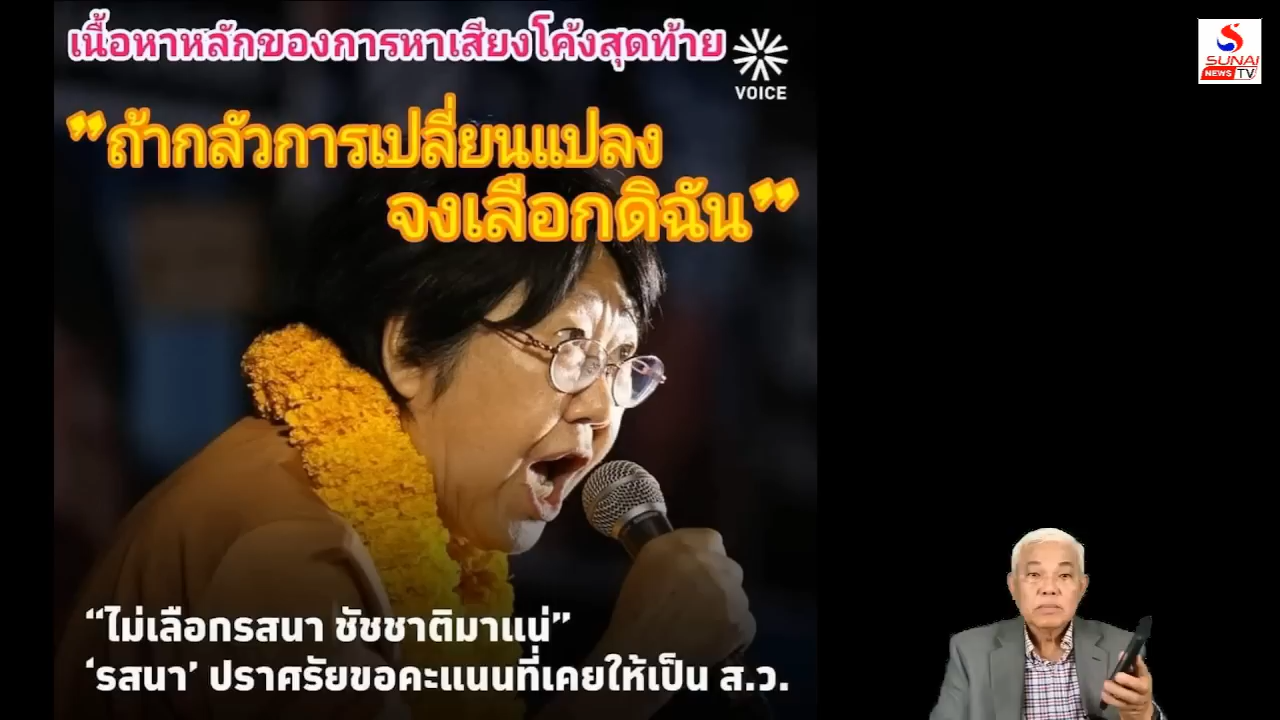 เนื้อหาหลักของการหาเสียงโค้งสุดท้าย
VOICE
SUNAI
NEWS TV
"ถ้ากลัวการเปลี่ยนแปลง
จงเลือกดิฉัน"
“ไม่เลือกรสนา ชัชชาติมาแน่”
‘รสนา’ ปราศรัยขอคะแนนที่เคยให้เป็น ส.ว.